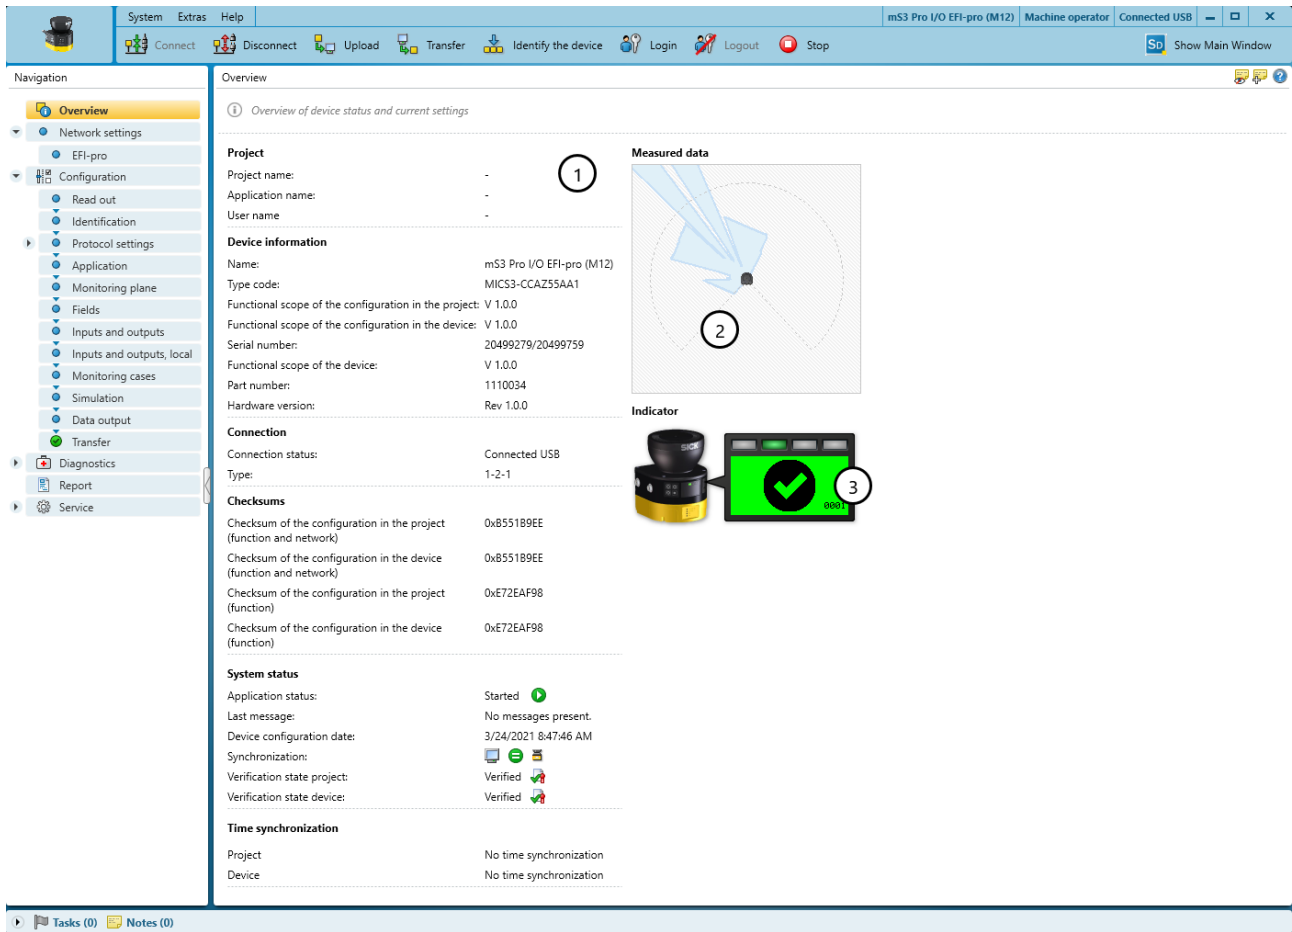 System Extras Help
mS3 Pro I/O EFI-pro (M12) Machine operator Connected USB
Connect Disconnect Upload Transfer Identify the device Login Logout Stop
SD Show Main Window
Navigation
Overview
Network settings
EFI-pro
Configuration
Read out
Identification
Protocol settings
Application
Monitoring plane
Fields
Inputs and outputs
Inputs and outputs, local
Monitoring cases
Simulation
Data output
Transfer
Diagnostics
Report
Service
Overview
Overview of device status and current settings
Project
1
Project name: -
Application name: -
User name -
Device information
Name: mS3 Pro I/O EFI-pro (M12)
Type code: MICS3-CCAZ55AA1
Functional scope of the configuration in the project: V 1.0.0
Functional scope of the configuration in the device: V 1.0.0
Serial number: 20499279/20499759
Functional scope of the device: V 1.0.0
Part number: 1110034
Hardware version: Rev 1.0.0
Connection
Connection status: Connected USB
Type: 1-2-1
Checksums
Checksum of the configuration in the project 0xB551B9EE
(function and network)
Checksum of the configuration in the device 0xB551B9EE
(function and network)
Checksum of the configuration in the project 0xE72EAF98
(function)
Checksum of the configuration in the device 0xE72EAF98
(function)
System status
Application status: Started
Last message: No messages present.
Device configuration date: 3/24/2021 8:47:46 AM
Synchronization:
Verification state project: Verified
Verification state device: Verified
Time synchronization
Project No time synchronization
Device No time synchronization
Measured data
2
Indicator
SICK
3
0001
Tasks (0) Notes (0)